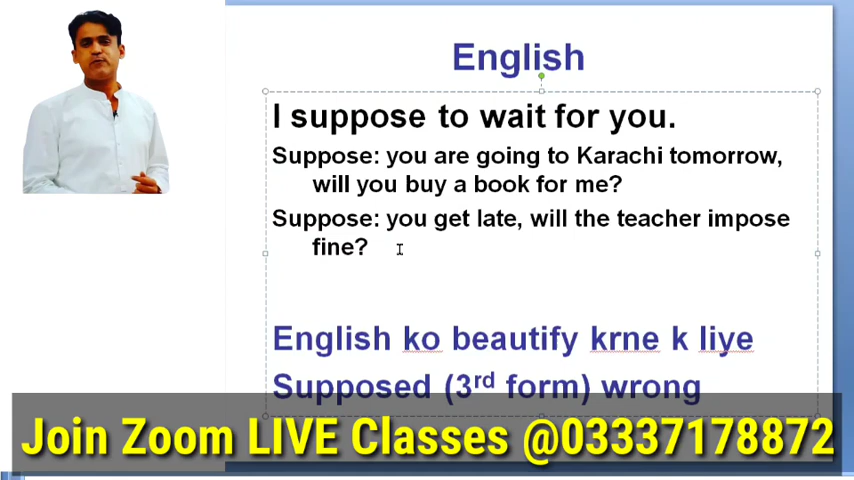 English
I suppose to wait for you.
Suppose: you are going to Karachi tomorrow,
will you buy a book for me?
Suppose: you get late, will the teacher impose
fine?
English ko beautify krne k liye
Supposed (3rd form) wrong
Join Zoom LIVE Classes @03337178872